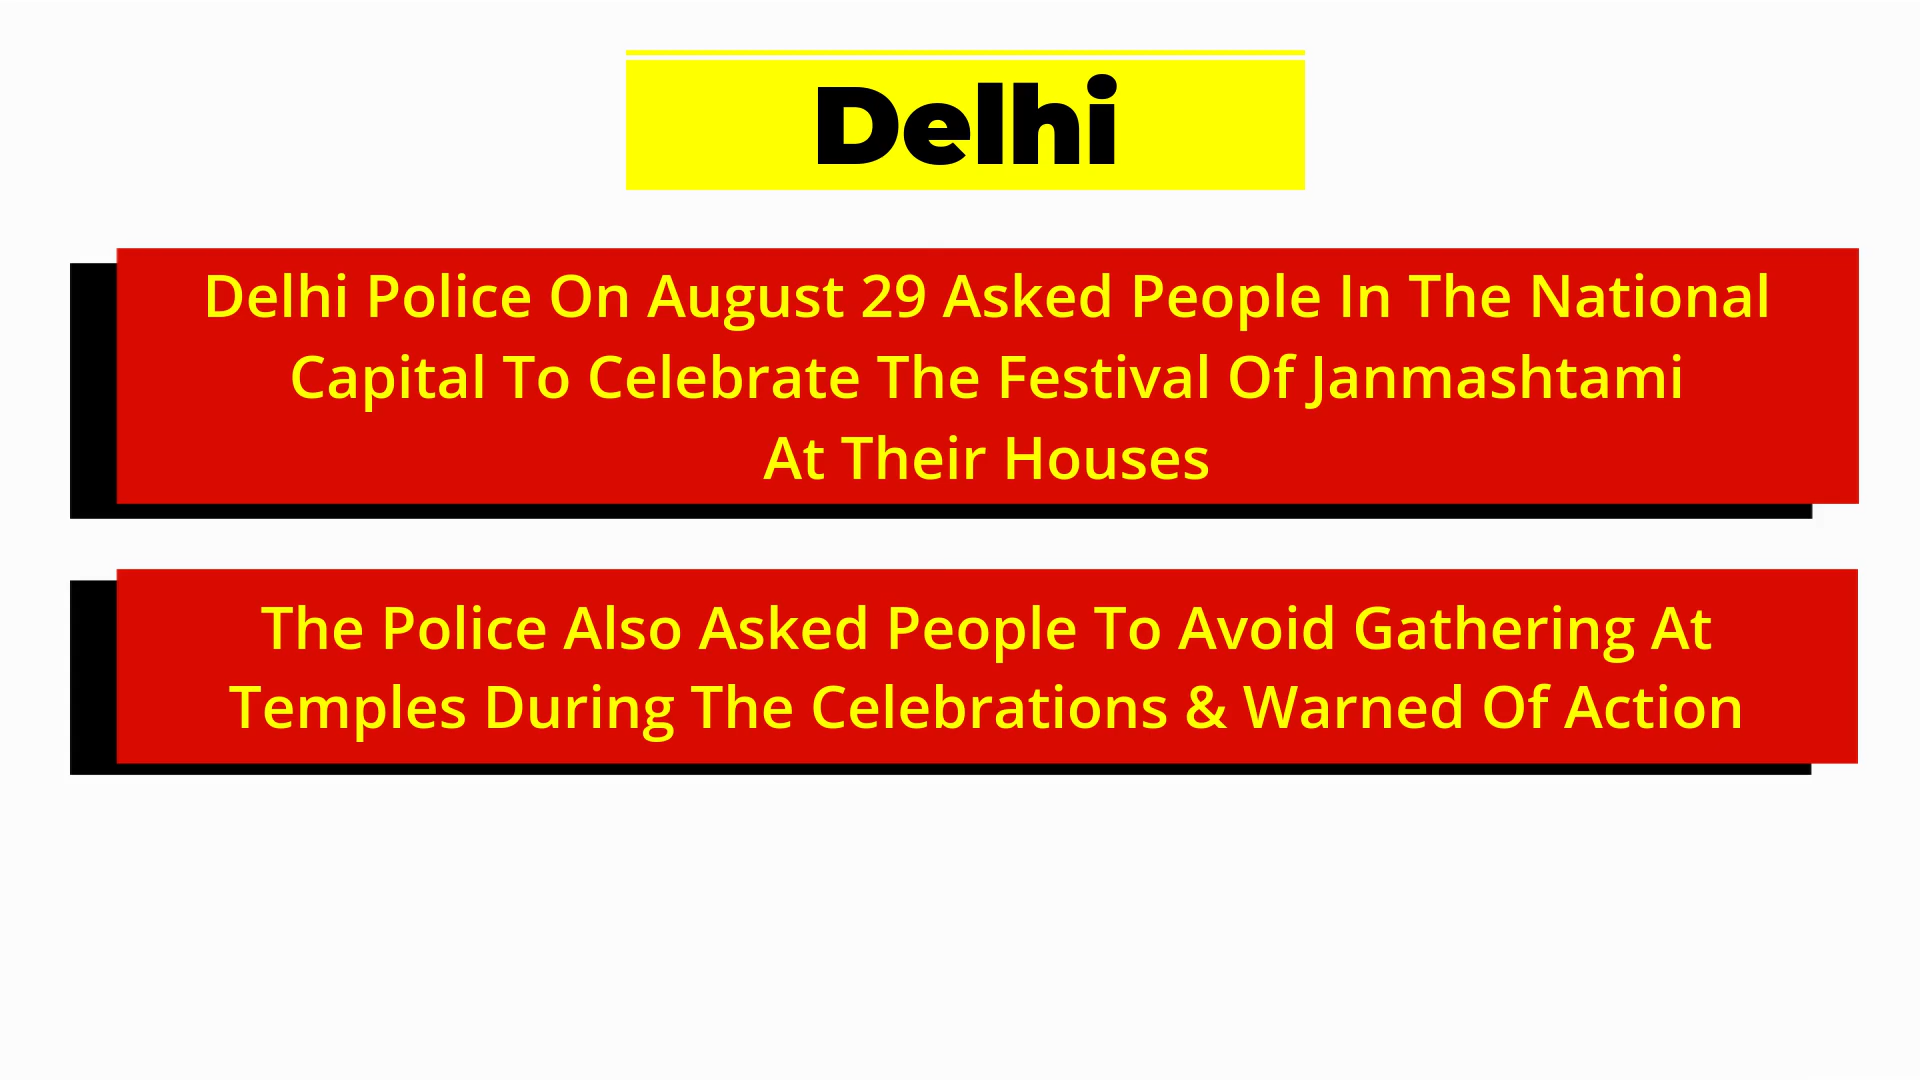 Delhi
Delhi Police On August 29 Asked People In The National
Capital To Celebrate The Festival Of Janmashtami
At Their Houses
The Police Also Asked People To Avoid Gathering At
Temples During The Celebrations & Warned Of Action